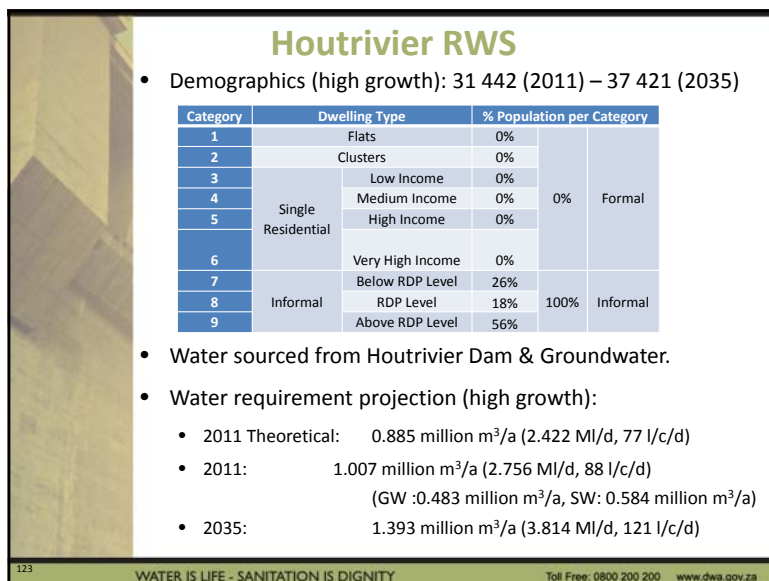 Houtrivier RWS
• Demographics (high growth): 31 442 (2011) – 37 421 (2035)
Category Dwelling Type % Population per Category
1 Flats 0%
2 Clusters 0%
3 Low Income 0%
4 Medium Income 0% 0% Formal
Single Residential
5 High Income 0%
6 Very High Income 0%
7 Below RDP Level 26%
8 Informal RDP Level 18% 100% Informal
9 Above RDP Level 56%
• Water sourced from Houtrivier Dam & Groundwater.
• Water requirement projection (high growth):
• 2011 Theoretical: 0.885 million m³/a (2.422 Ml/d, 77 l/c/d)
• 2011: 1.007 million m³/a (2.756 Ml/d, 88 l/c/d)
(GW :0.483 million m³/a, SW: 0.584 million m³/a)
• 2035: 1.393 million m³/a (3.814 Ml/d, 121 l/c/d)
123
WATER IS LIFE - SANITATION IS DIGNITY Toll Free: 0800 200 200 www.dwa.gov.za